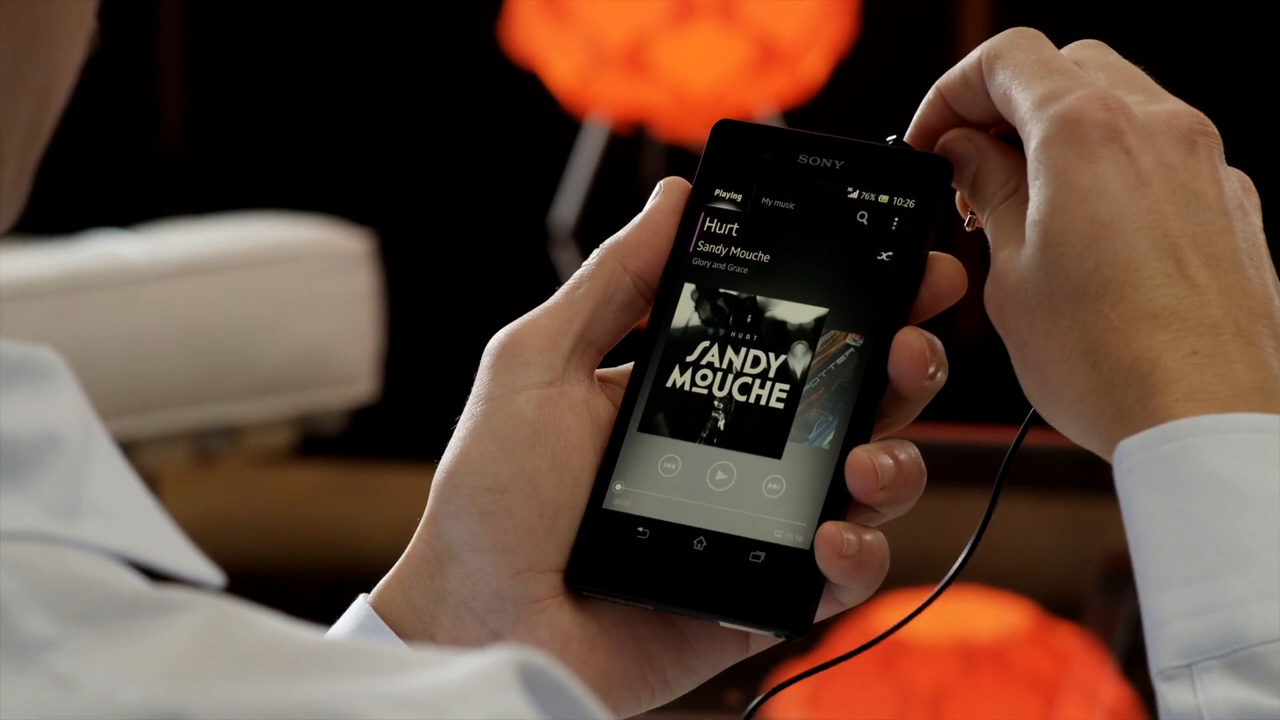 SONY
76% 10:26
Playing My music
Hurt
Sandy Mouche
Glory and Grace
HURT
SANDY
MOUCHE